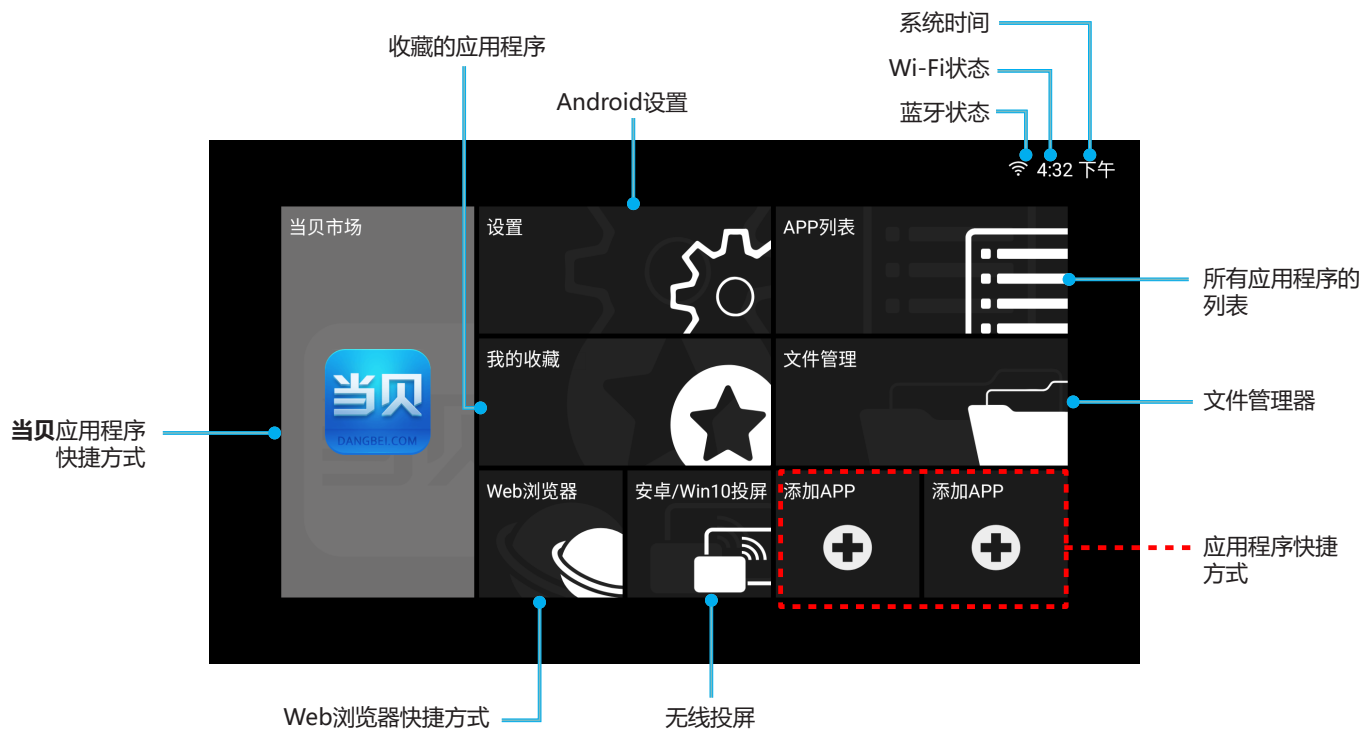 系统时间
收藏的应用程序
Wi-Fi状态
Android设置
蓝牙状态
4:32 下午
当贝市场
设置
APP列表
所有应用程序的
列表
我的收藏
文件管理
当贝
DANGBEI.COM
文件管理器
当贝应用程序
快捷方式
Web浏览器
安卓/Win10投屏
添加APP
添加APP
应用程序快捷
方式
Web浏览器快捷方式
无线投屏